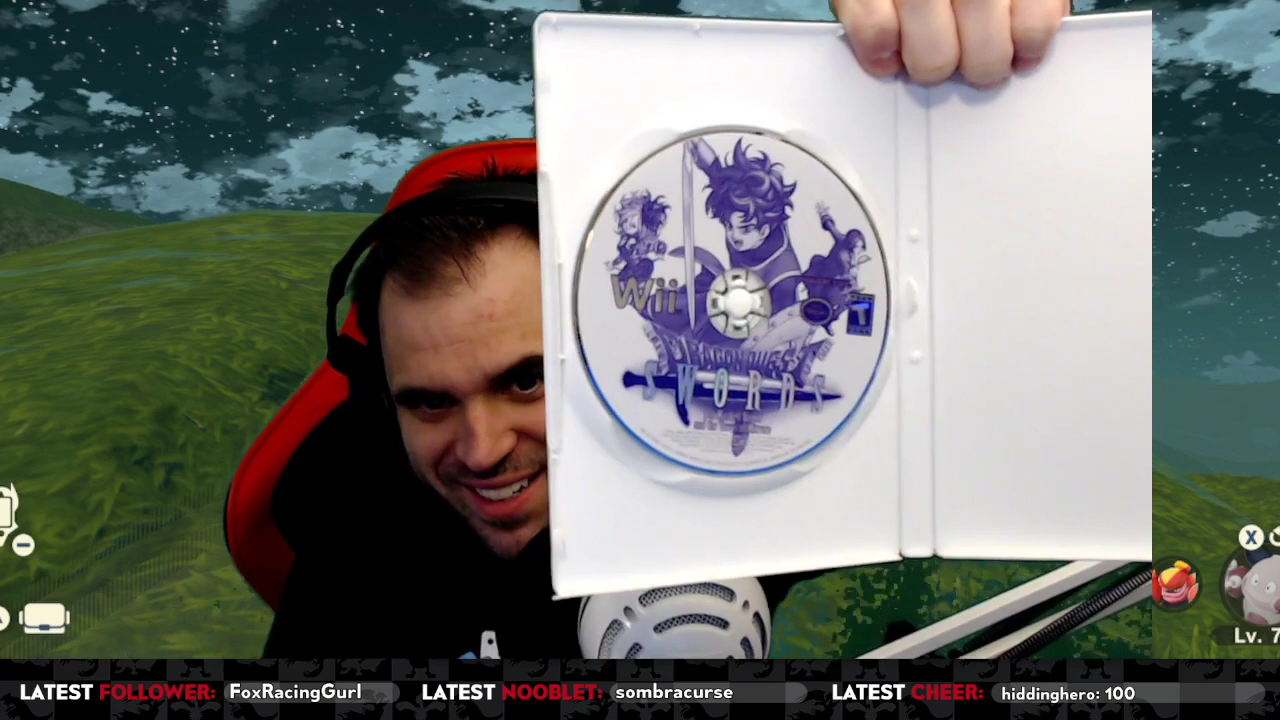 Wii
T
DRAGON QUEST
SWORDS
X
Lv. 7
LATEST FOLLOWER: FoxRacingGurl LATEST NOOBLET: sombracurse LATEST CHEER: hiddinghero: 100